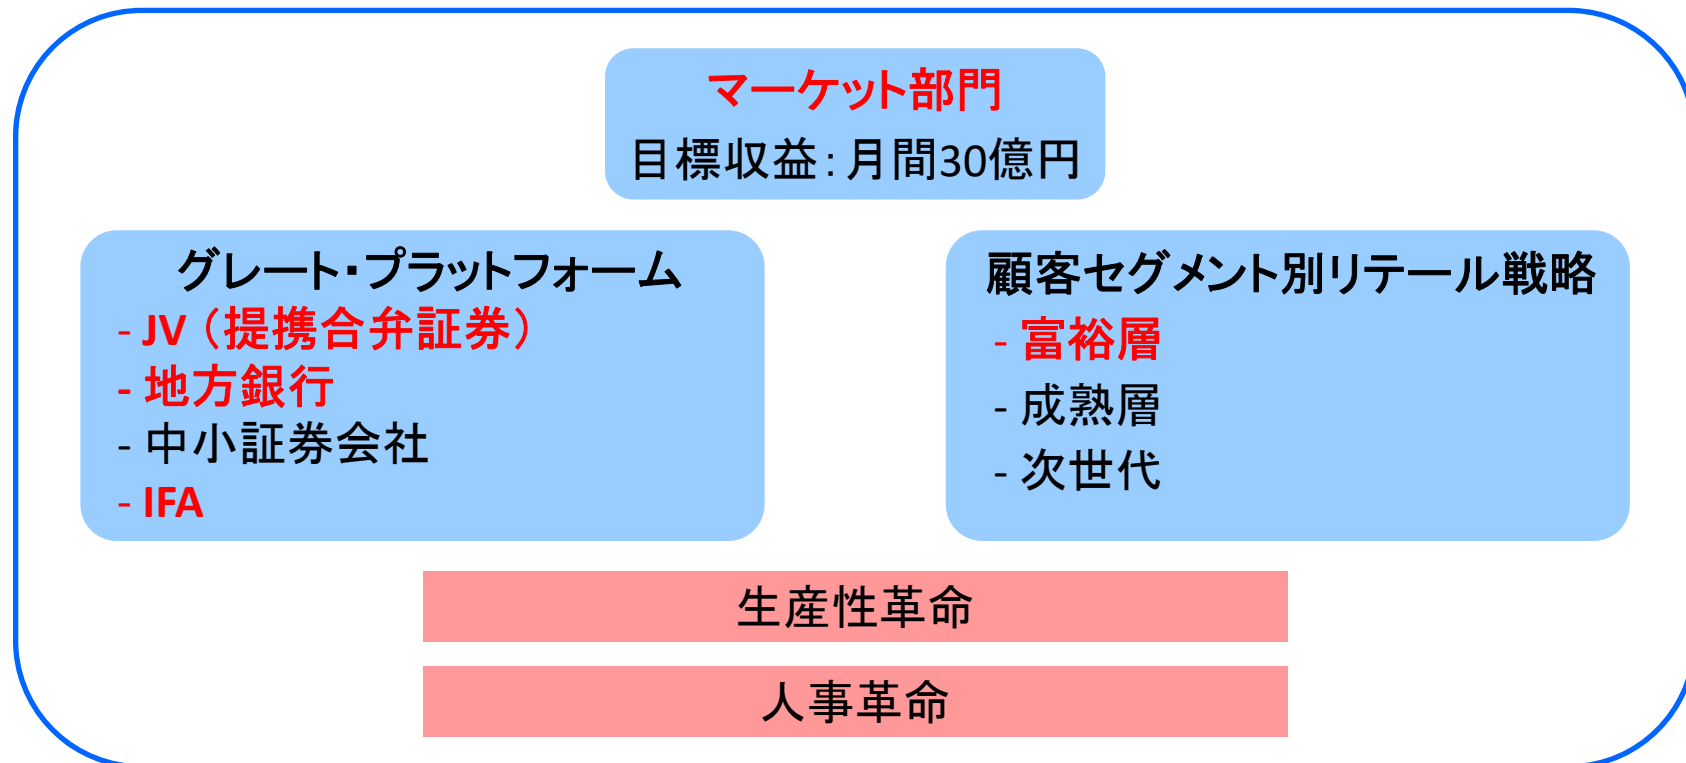 マーケット部門
目標収益：月間30億円
グレート・プラットフォーム
- JV（提携合弁証券）
- 地方銀行
- 中小証券会社
- IFA
顧客セグメント別リテール戦略
- 富裕層
- 成熟層
- 次世代
生産性革命
人事革命